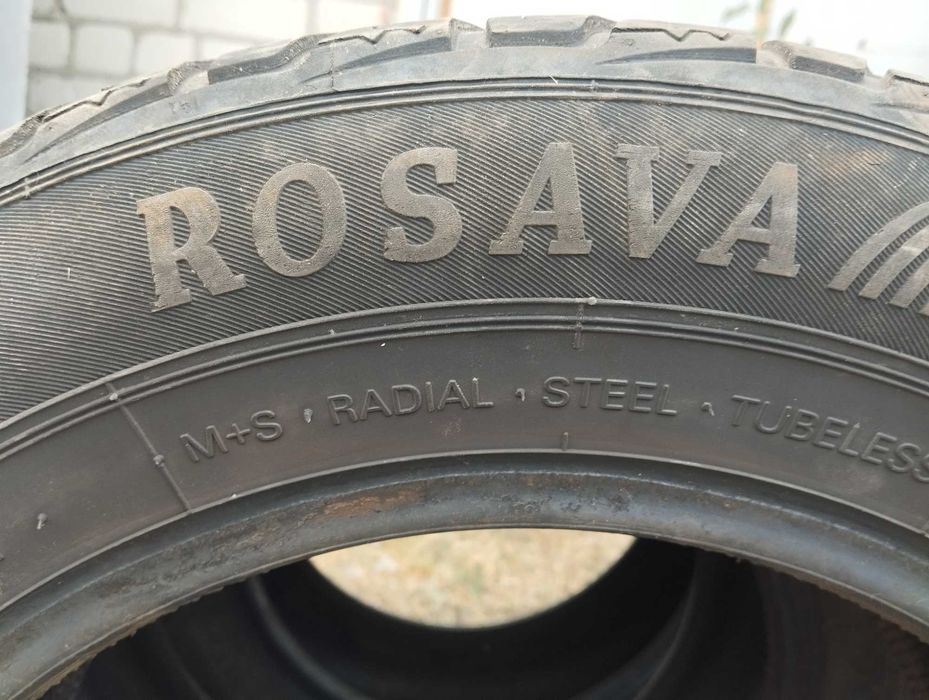 ROSAVA
M+S · RADIAL · STEEL · TUBELESS